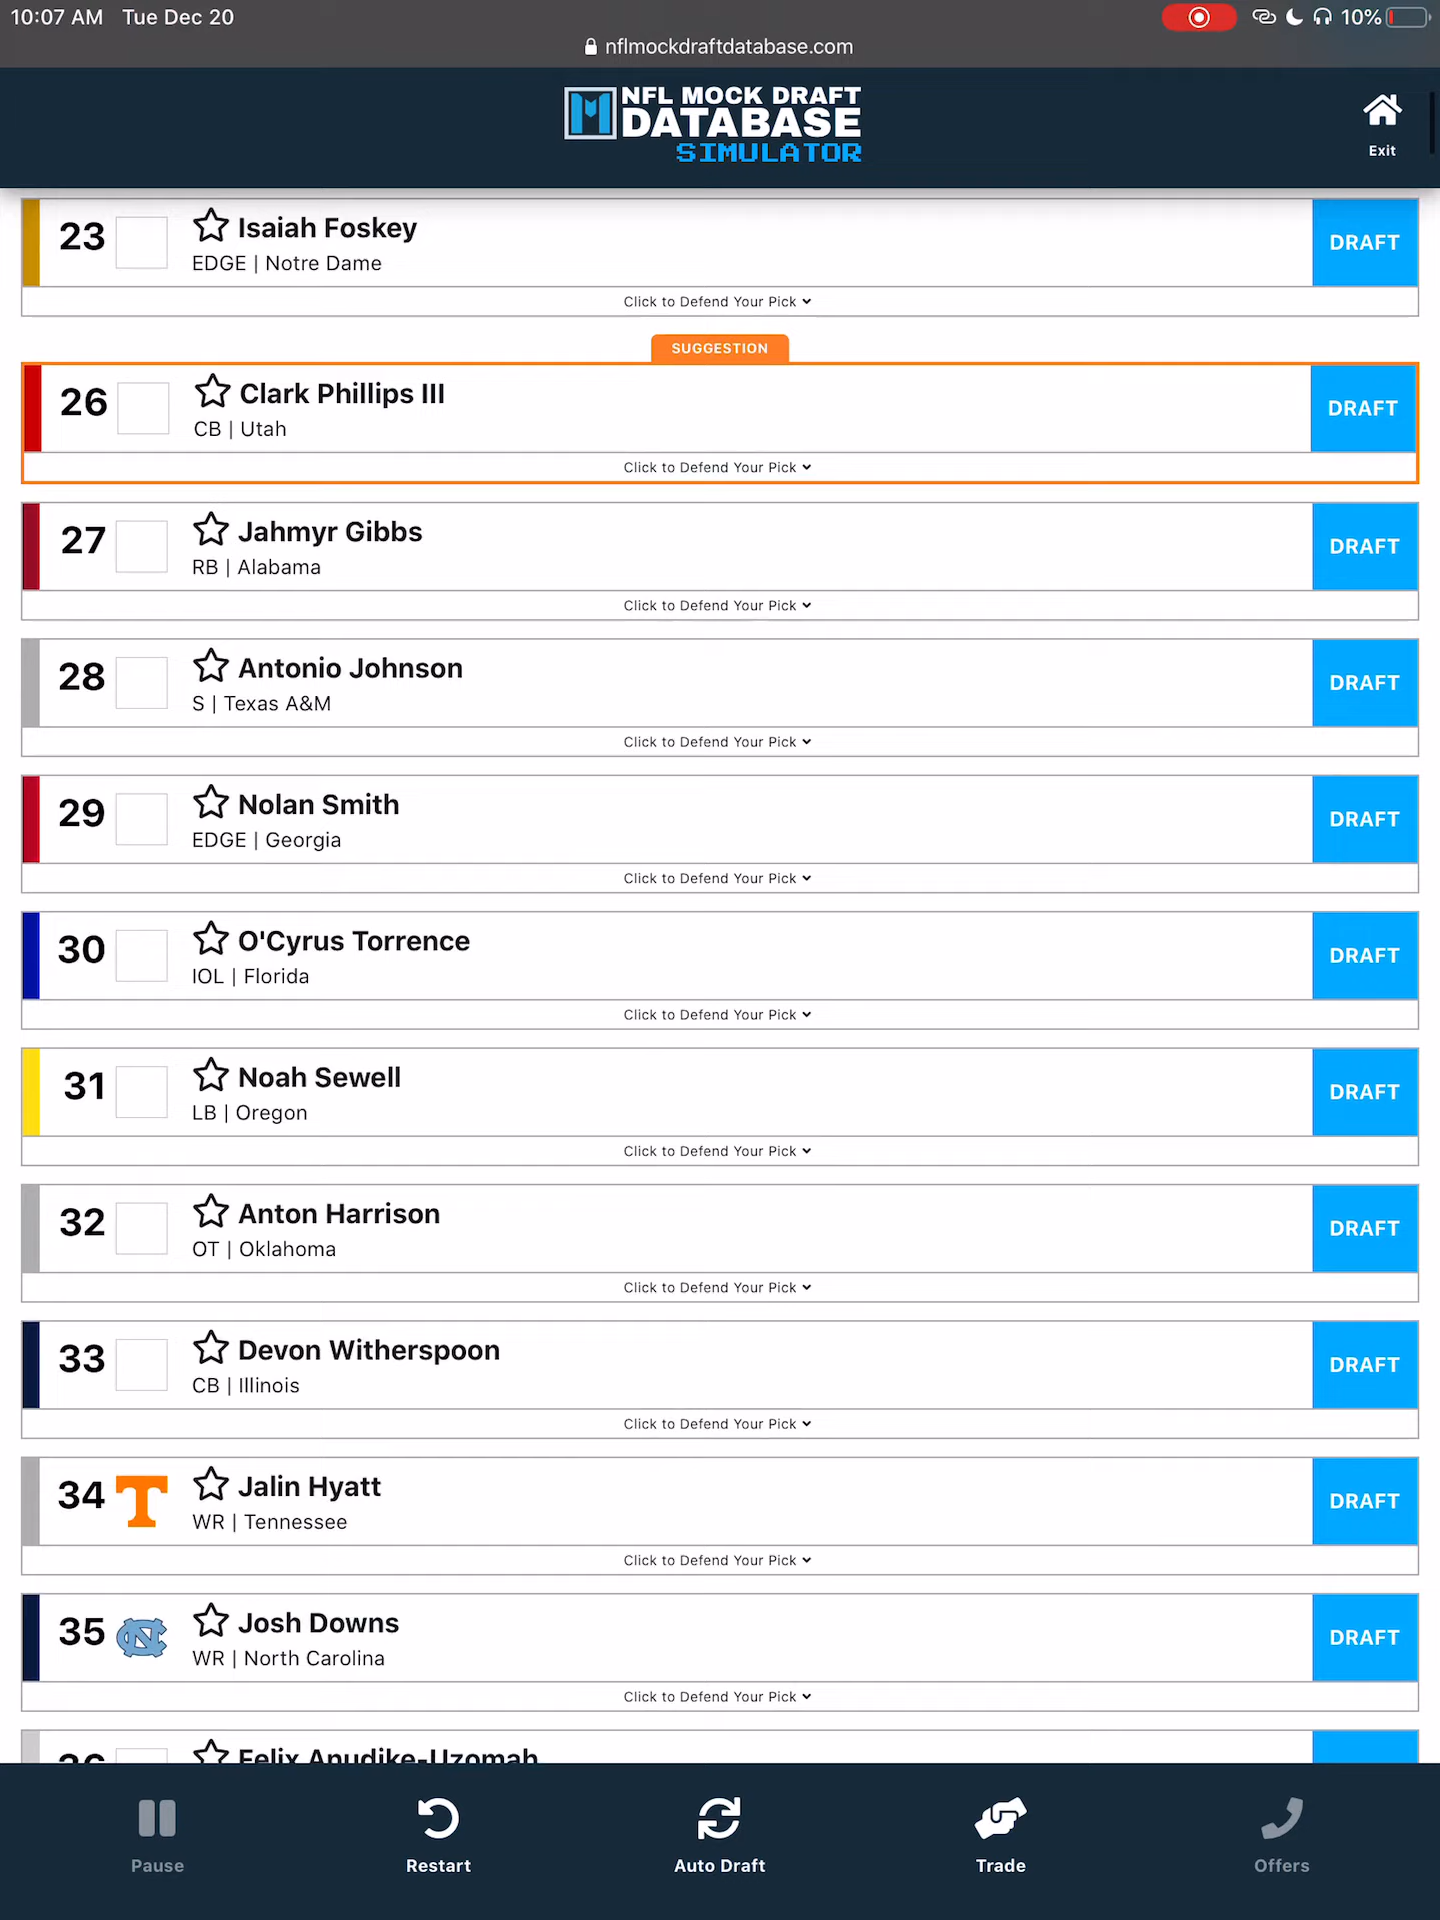 10:07 AM Tue Dec 20
10%
nflmockdraftdatabase.com
NFL MOCK DRAFT
DATABASE
SIMULATOR
Exit
23 Isaiah Foskey
EDGE | Notre Dame
DRAFT
Click to Defend Your Pick
SUGGESTION
26 Clark Phillips III
CB | Utah
DRAFT
Click to Defend Your Pick
27 Jahmyr Gibbs
RB | Alabama
DRAFT
Click to Defend Your Pick
28 Antonio Johnson
S | Texas A&M
DRAFT
Click to Defend Your Pick
29 Nolan Smith
EDGE | Georgia
DRAFT
Click to Defend Your Pick
30 O'Cyrus Torrence
IOL | Florida
DRAFT
Click to Defend Your Pick
31 Noah Sewell
LB | Oregon
DRAFT
Click to Defend Your Pick
32 Anton Harrison
OT | Oklahoma
DRAFT
Click to Defend Your Pick
33 Devon Witherspoon
CB | Illinois
DRAFT
Click to Defend Your Pick
34 T Jalin Hyatt
WR | Tennessee
DRAFT
Click to Defend Your Pick
35 NC Josh Downs
WR | North Carolina
DRAFT
Click to Defend Your Pick
36 Felix Anudike-Uzomah
Pause
Restart
Auto Draft
Trade
Offers